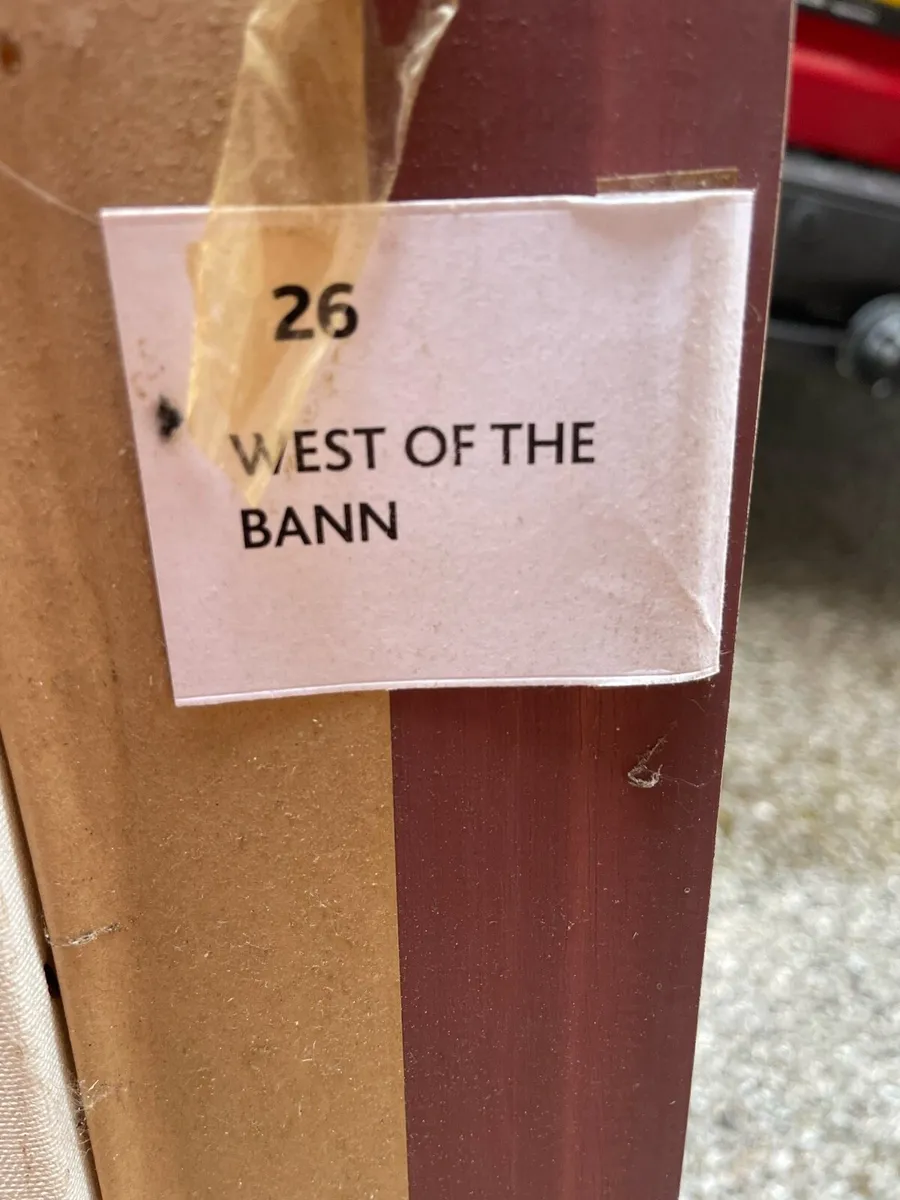 26
WEST OF THE
BANN